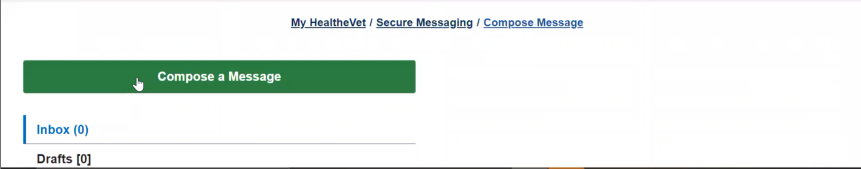 My HealtheVet / Secure Messaging / Compose Message
Compose a Message
Inbox (0)
Drafts [0]